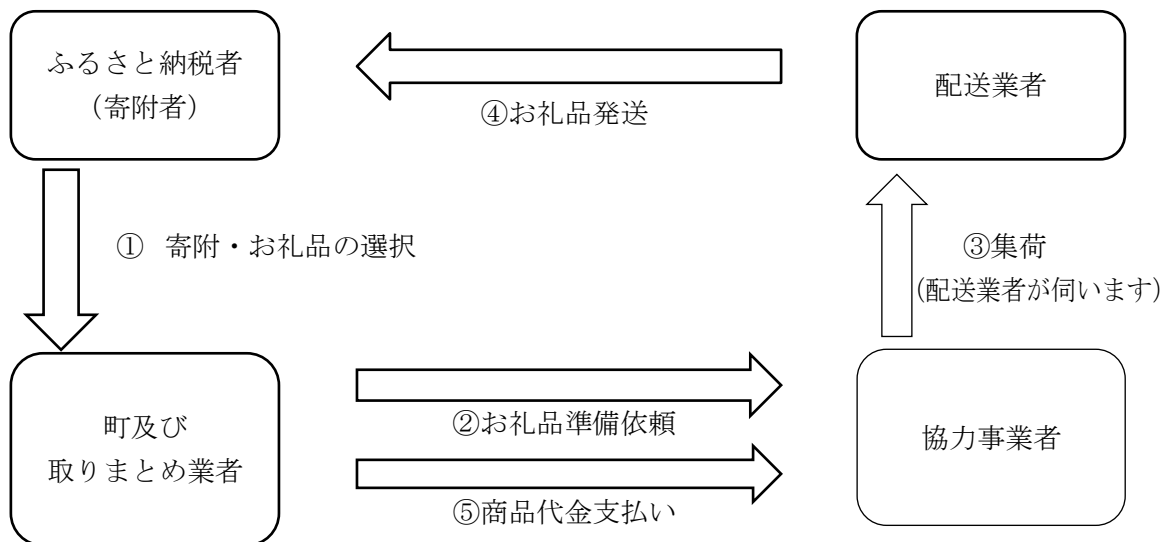 ふるさと納税者
（寄附者）
配送業者
④お礼品発送
① 寄附・お礼品の選択
③集荷
(配送業者が伺います)
町及び
取りまとめ業者
②お礼品準備依頼
協力事業者
⑤商品代金支払い